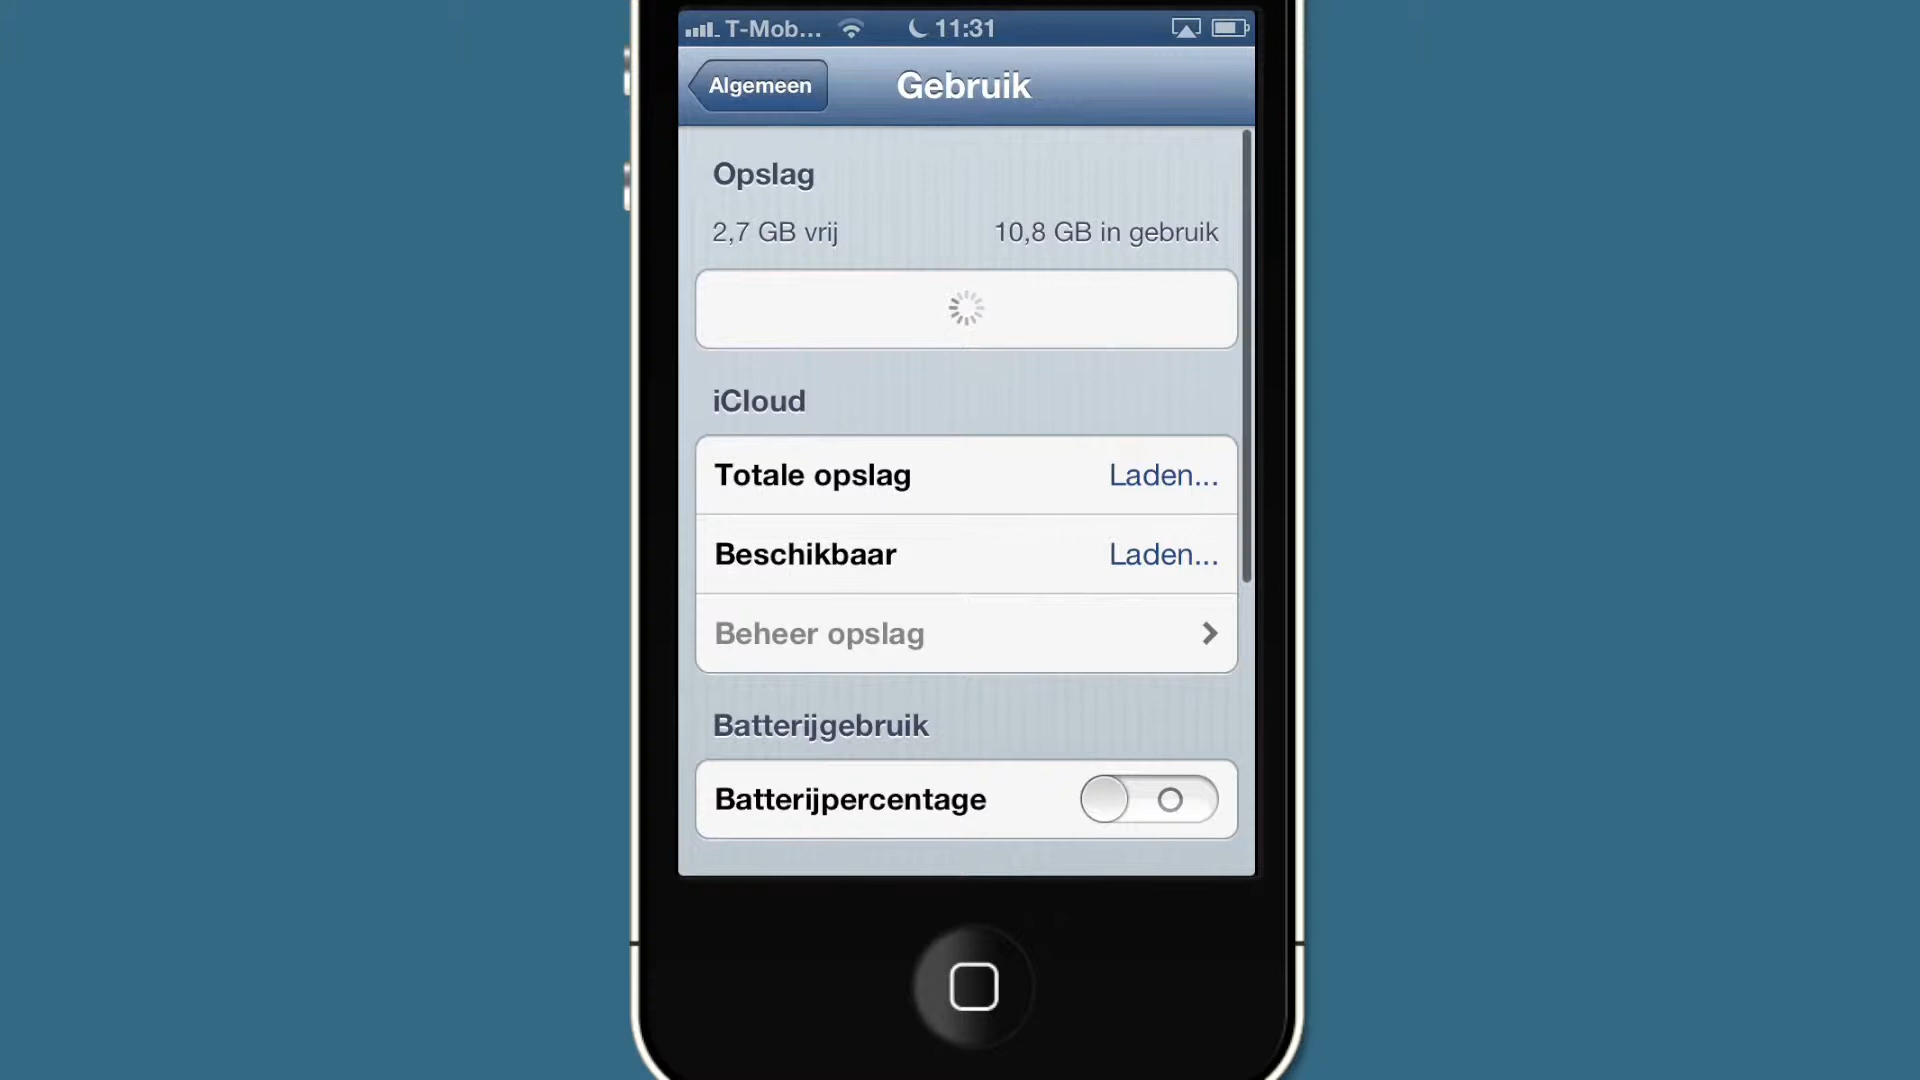 T-Mob... 11:31
Algemeen
Gebruik
Opslag
2,7 GB vrij 10,8 GB in gebruik
iCloud
Totale opslag Laden...
Beschikbaar Laden...
Beheer opslag
Batterijgebruik
Batterijpercentage